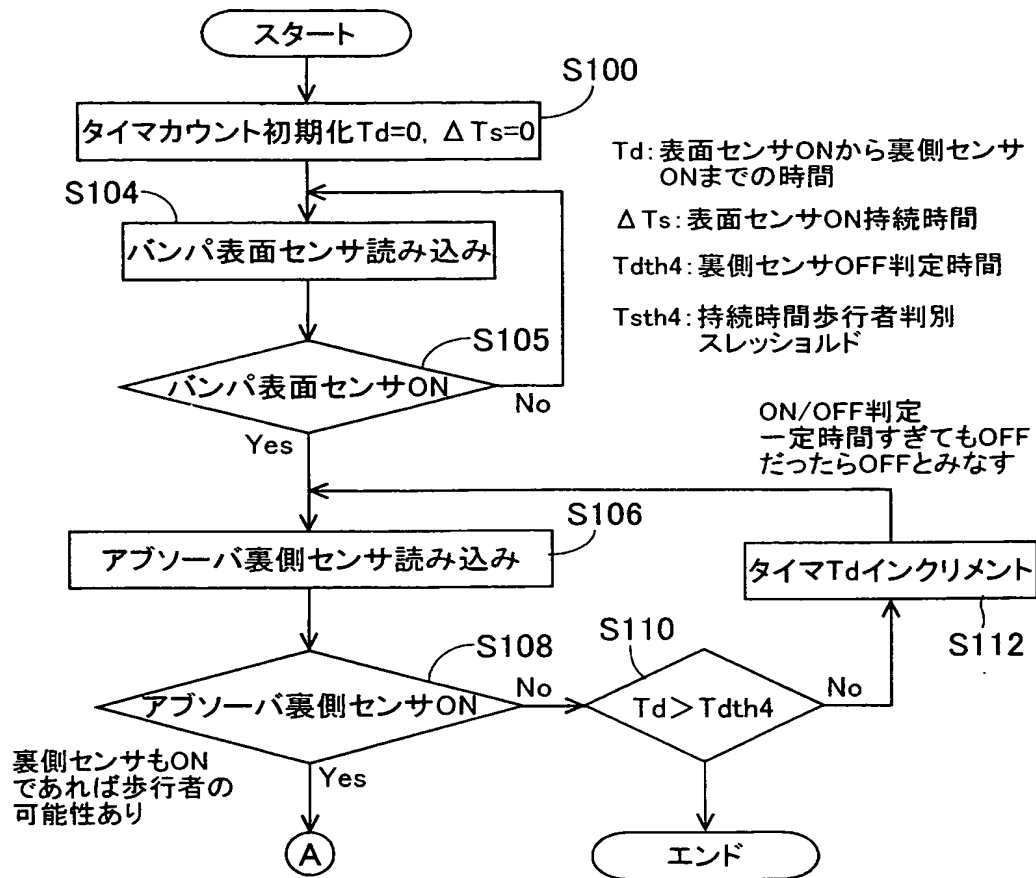 スタート
S100
タイマカウント初期化Td=0, ΔTs=0
Td:表面センサONから裏側センサ
ONまでの時間
S104
バンパ表面センサ読み込み
ΔTs:表面センサON持続時間
Tdth4:裏側センサOFF判定時間
Tsth4:持続時間歩行者判別
スレッショルド
S105
バンパ表面センサON
No
Yes
ON/OFF判定
一定時間すぎてもOFF
だったらOFFとみなす
S106
アブソーバ裏側センサ読み込み
タイマTdインクリメント
S112
S108
アブソーバ裏側センサON
No
S110
Td>Tdth4
No
裏側センサもON
であれば歩行者の
可能性あり
Yes
A
エンド